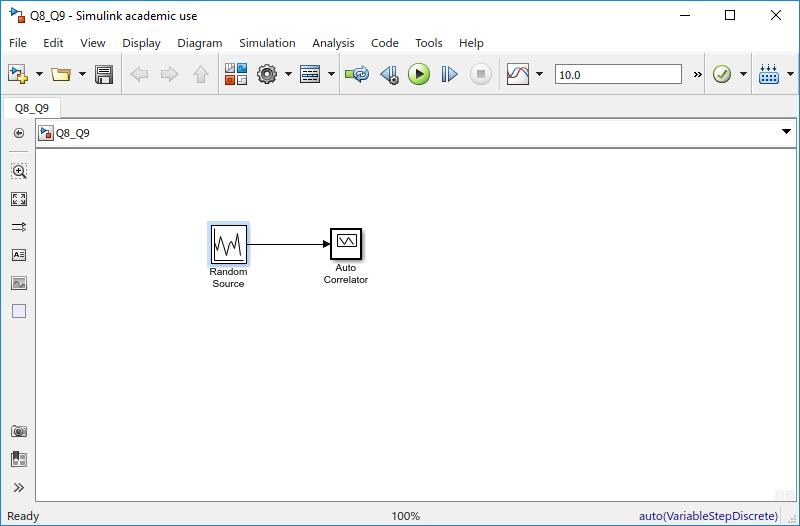 Q8_Q9 - Simulink academic use
File Edit View Display Diagram Simulation Analysis Code Tools Help
10.0
»
Q8_Q9
Q8_Q9
A
Random
Source
Auto
Correlator
Ready 100% auto(VariableStepDiscrete)